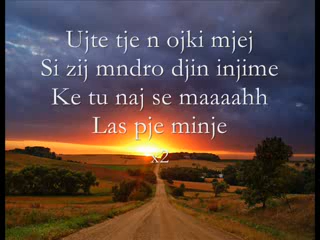 Ujte tje n ojki mjej
Si zij mndro djin injime
Ke tu naj se maaaahh
Las pje minje
x2